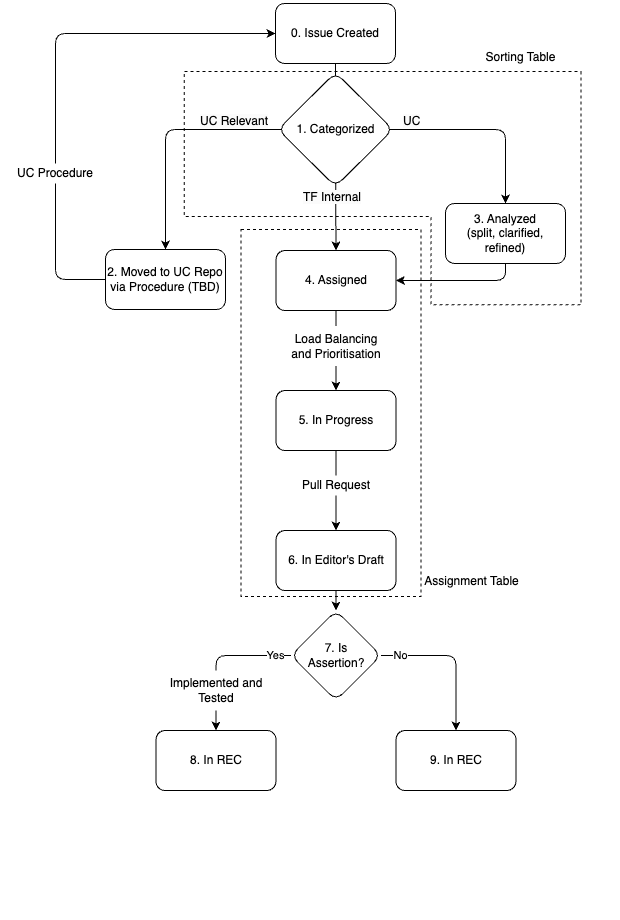 0. Issue Created
Sorting Table
UC Relevant
1. Categorized
UC
UC Procedure
TF Internal
3. Analyzed
(split, clarified,
refined)
2. Moved to UC Repo
via Procedure (TBD)
4. Assigned
Load Balancing
and Prioritisation
5. In Progress
Pull Request
6. In Editor's Draft
Assignment Table
7. Is
Assertion?
Yes
No
Implemented and
Tested
8. In REC
9. In REC